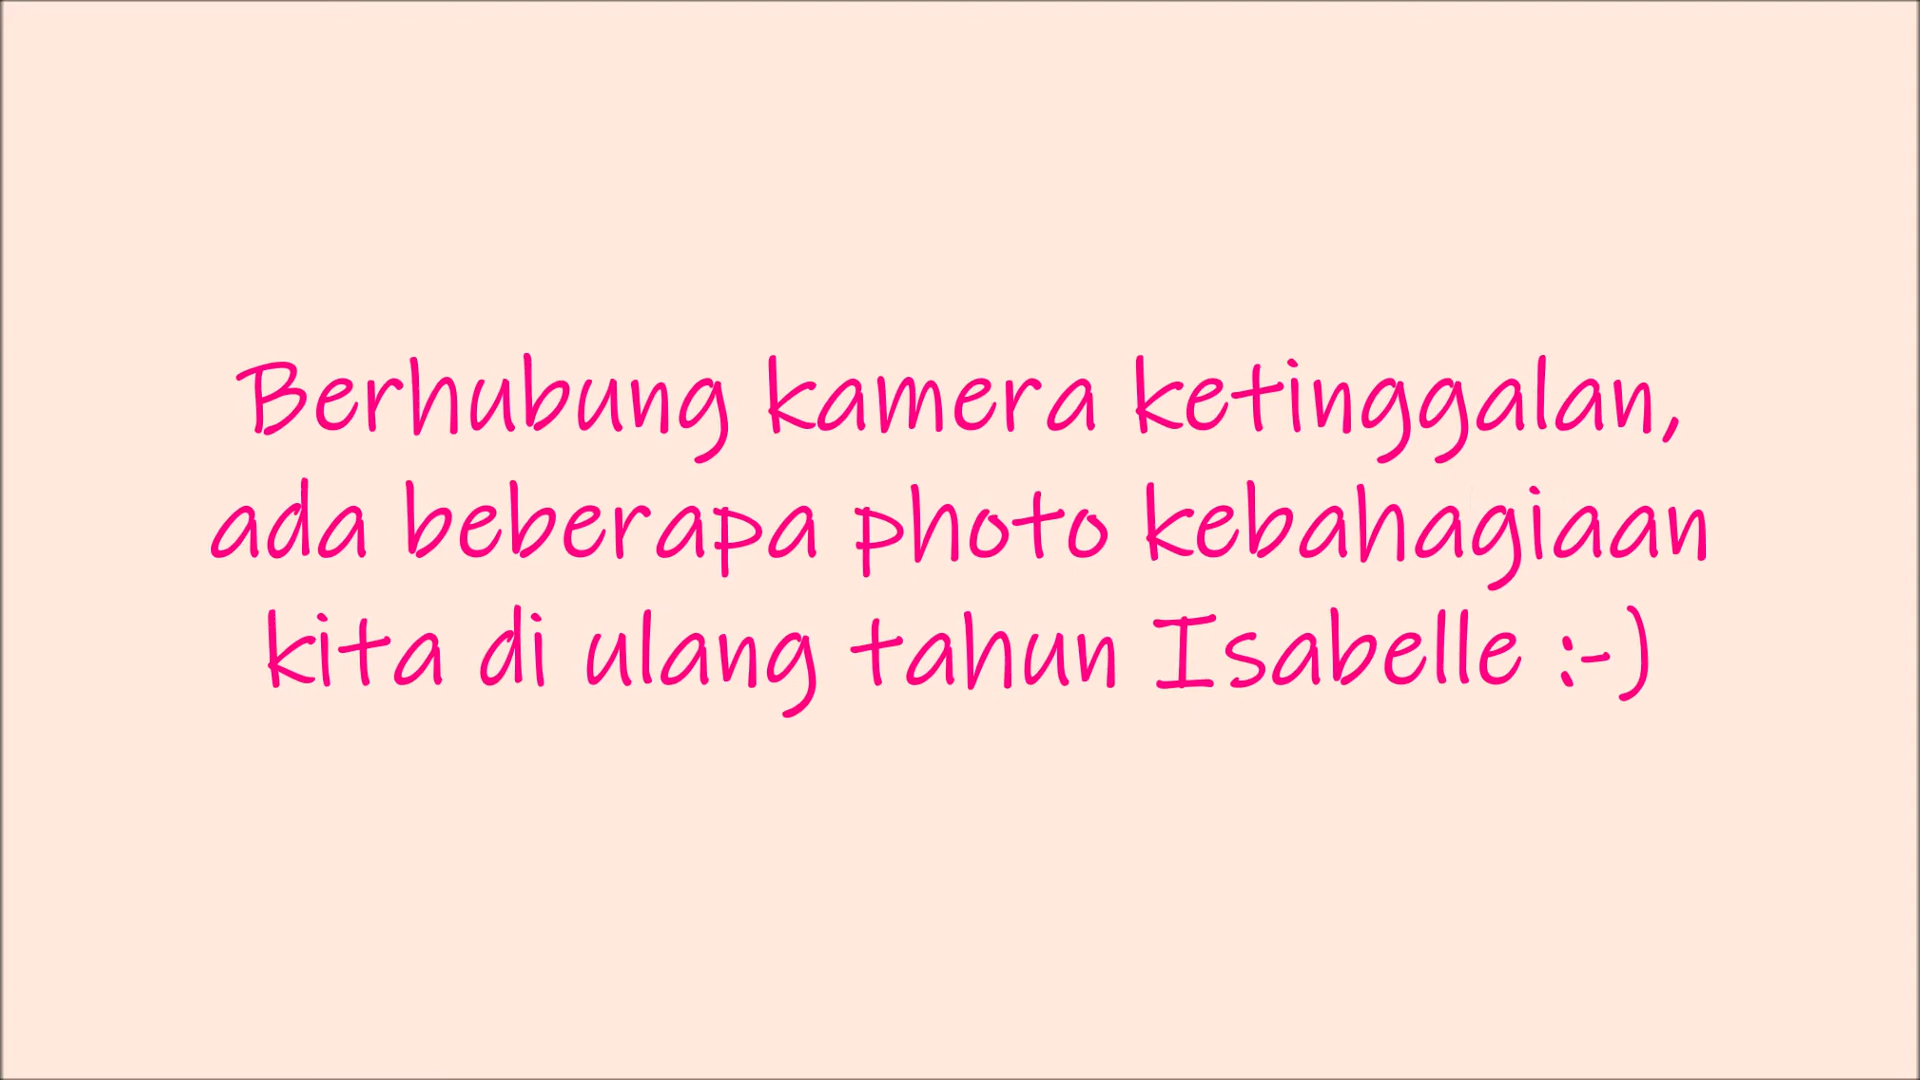 Berhubung kamera ketinggalan,
ada beberapa photo kebahagiaan
kita di ulang tahun Isabelle :-)